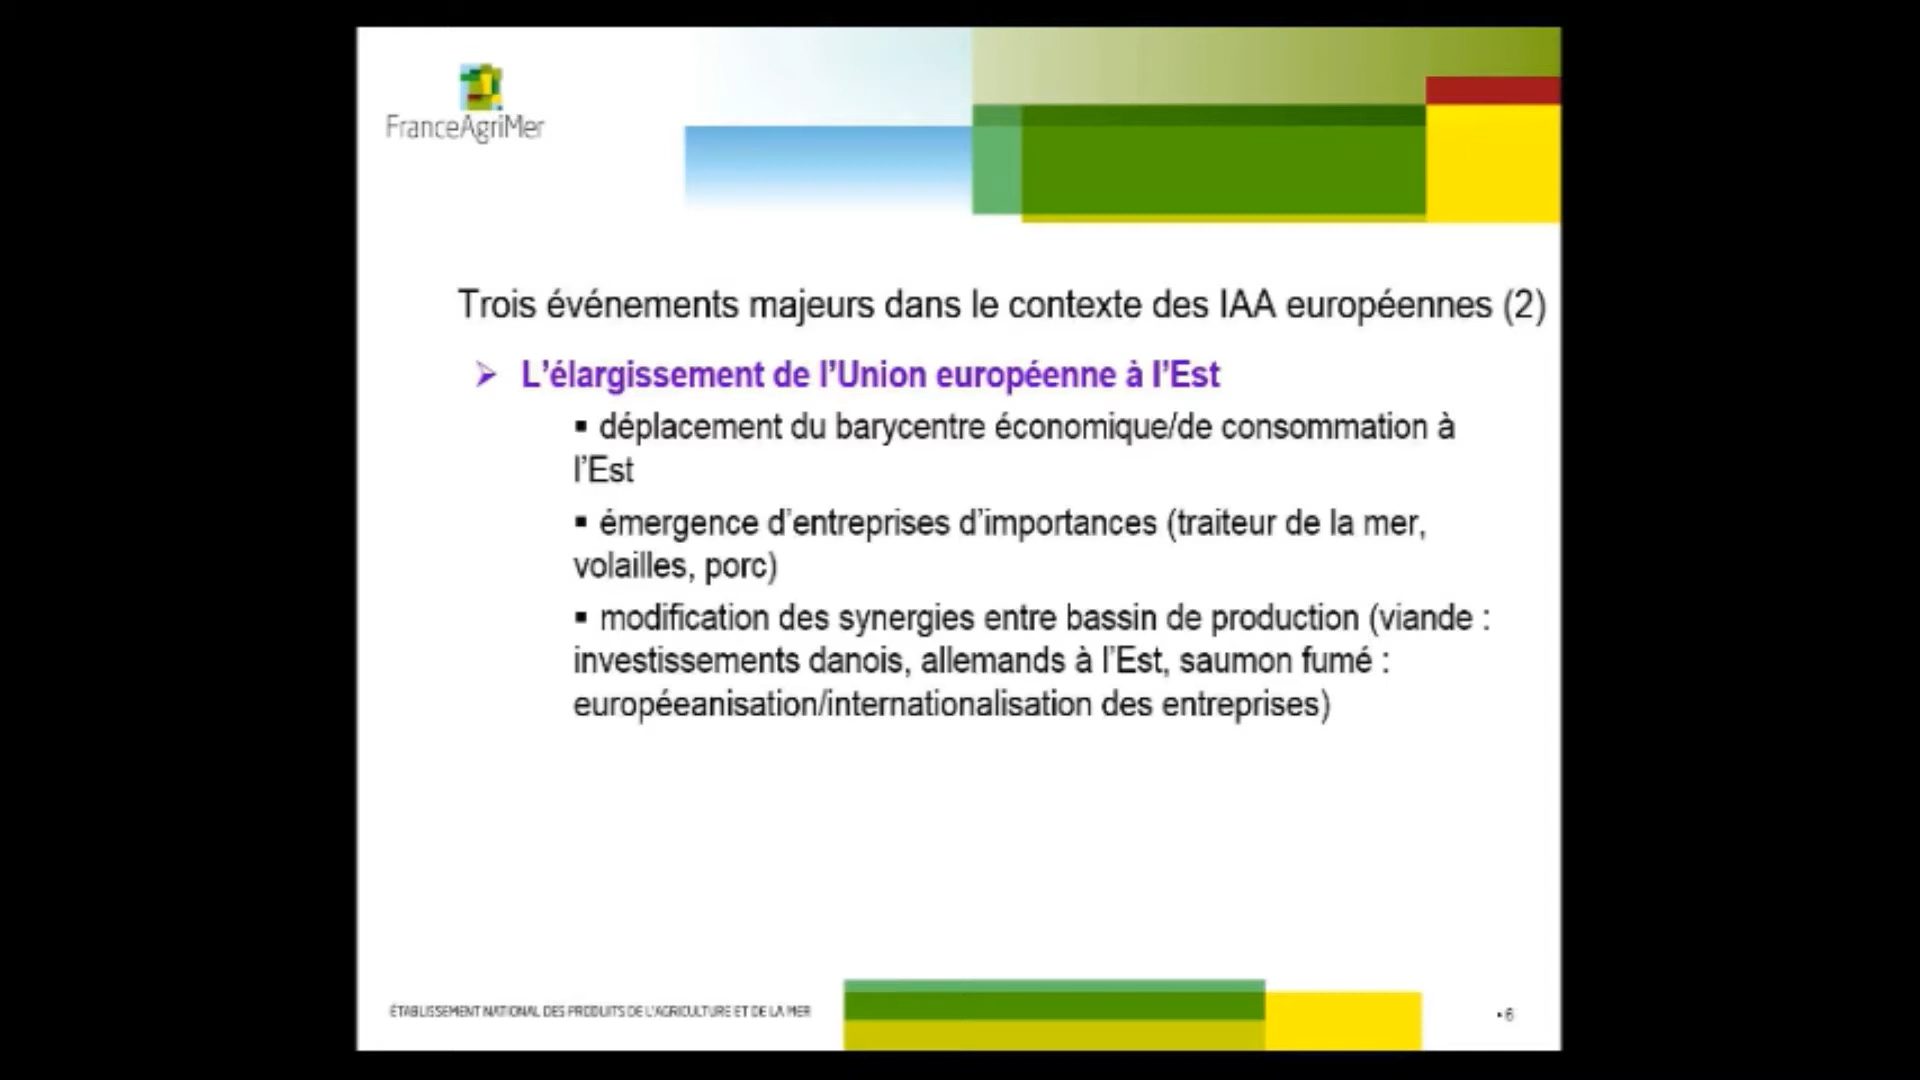 FranceAgriMer
Trois événements majeurs dans le contexte des IAA européennes (2)
➢ L’élargissement de l’Union européenne à l’Est
▪ déplacement du barycentre économique/de consommation à
l’Est
▪ émergence d’entreprises d’importances (traiteur de la mer,
volailles, porc)
▪ modification des synergies entre bassin de production (viande :
investissements danois, allemands à l’Est, saumon fumé :
européeanisation/internationalisation des entreprises)
ÉTABLISSEMENT NATIONAL DES PRODUITS DE L’AGRICULTURE ET DE LA MER
• 6